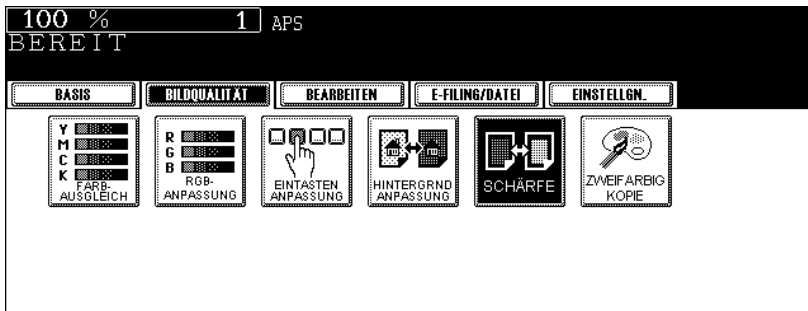 100 % 1 APS
BEREIT
BASIS BILDQUALITÄT BEARBEITEN E-FILING/DATEI EINSTELLGN.
Y
M
C
K
FARB-
AUSGLEICH
R
G
B
RGB-
ANPASSUNG
EINTASTEN
ANPASSUNG
HINTERGRND
ANPASSUNG
SCHÄRFE
ZWEIFARBIG
KOPIE